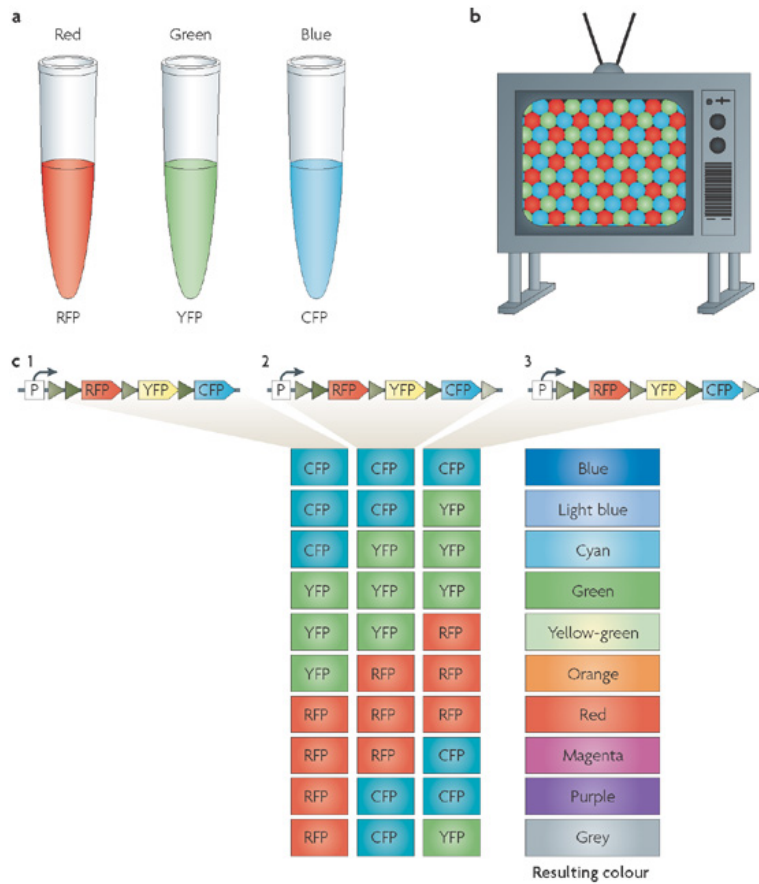 a
b
Red Green Blue
RFP YFP CFP
c 1 2 3
P RFP YFP CFP P RFP YFP CFP P RFP YFP CFP
CFP CFP CFP Blue
CFP CFP YFP Light blue
CFP YFP YFP Cyan
YFP YFP YFP Green
YFP YFP RFP Yellow-green
YFP RFP RFP Orange
RFP RFP RFP Red
RFP RFP CFP Magenta
RFP CFP CFP Purple
RFP CFP YFP Grey
Resulting colour